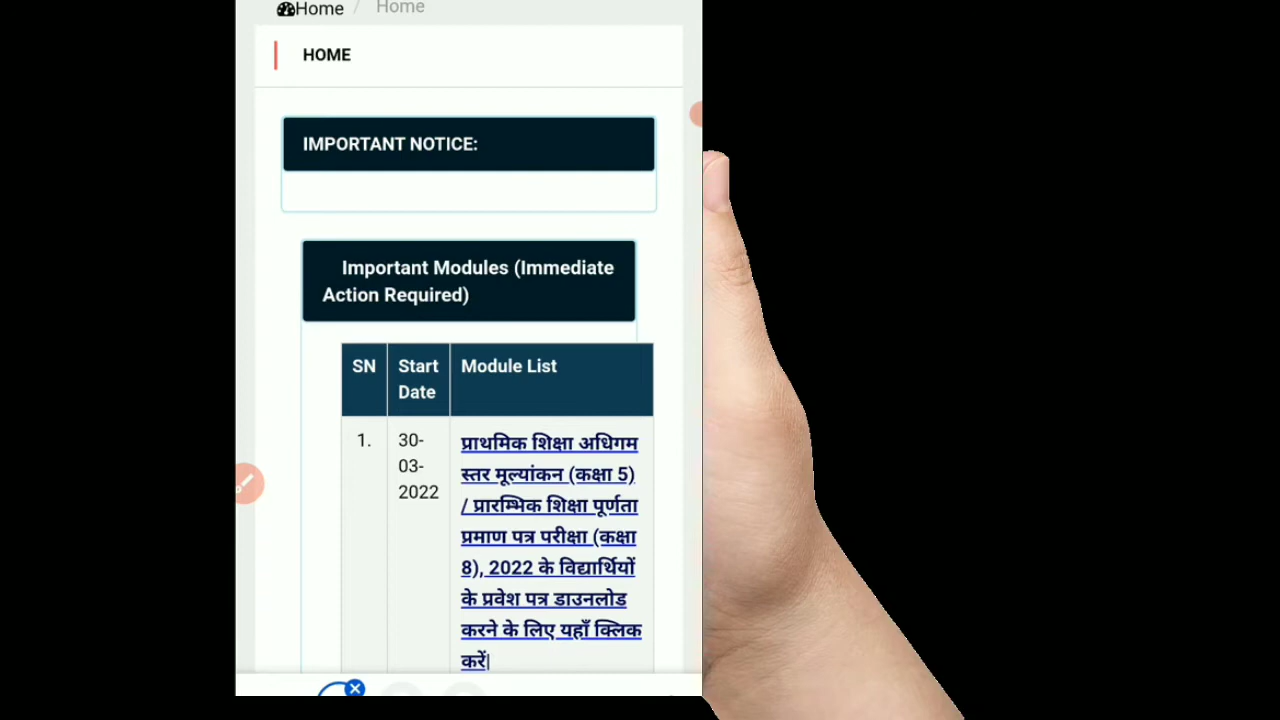 Home / Home
HOME
IMPORTANT NOTICE:
Important Modules (Immediate
Action Required)
SN Start Module List
Date
1. 30- प्राथमिक शिक्षा अधिगम
03- स्तर मूल्यांकन (कक्षा 5)
2022 / प्रारम्भिक शिक्षा पूर्णता
प्रमाण पत्र परीक्षा (कक्षा
8), 2022 के विद्यार्थियों
के प्रवेश पत्र डाउनलोड
करने के लिए यहाँ क्लिक
करें|